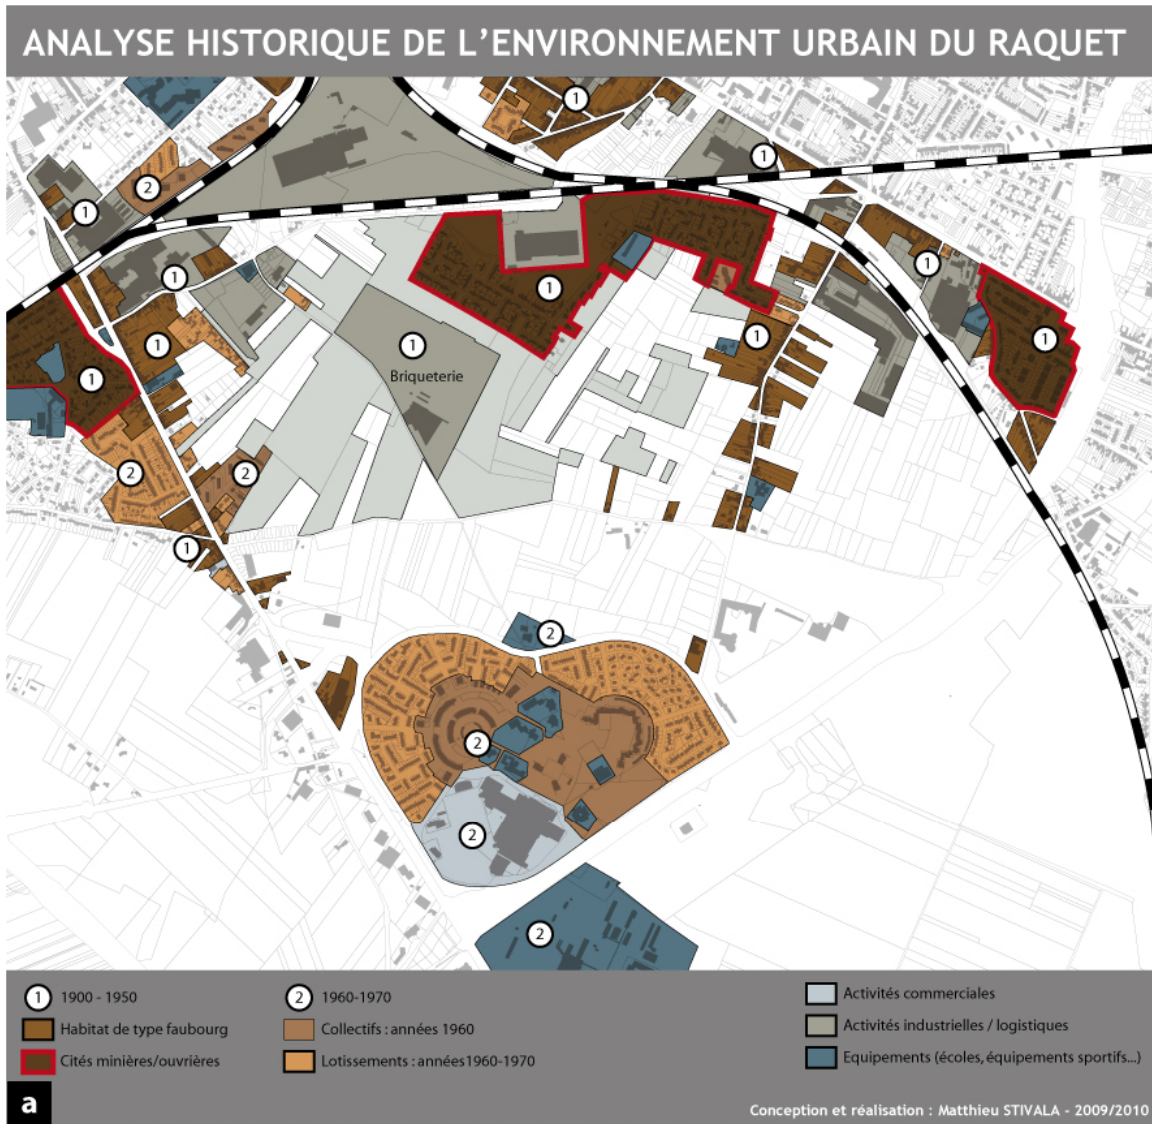 ANALYSE HISTORIQUE DE L'ENVIRONNEMENT URBAIN DU RAQUET
1
1
2
1
1
1
1
1
1
Briqueterie
1
1
1
1
2
2
1
2
2
2
2
1 1900 - 1950
Habitat de type faubourg
Cités minières/ouvrières
2 1960-1970
Collectifs : années 1960
Lotissements : années1960-1970
Activités commerciales
Activités industrielles / logistiques
Equipements (écoles, équipements sportifs...)
a
Conception et réalisation : Matthieu STIVALA - 2009/2010